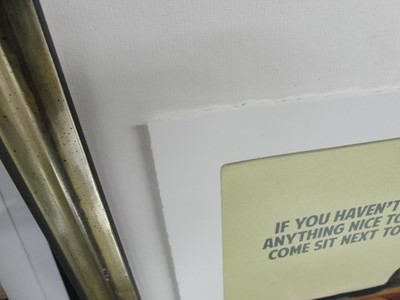 IF YOU HAVEN'T
ANYTHING NICE TO
COME SIT NEXT TO